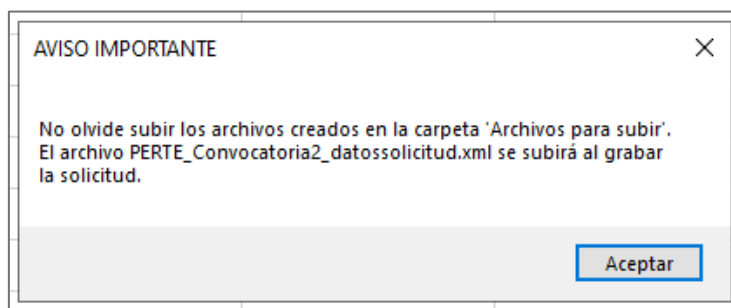 AVISO IMPORTANTE
No olvide subir los archivos creados en la carpeta 'Archivos para subir'.
El archivo PERTE_Convocatoria2_datossolicitud.xml se subirá al grabar
la solicitud.
Aceptar